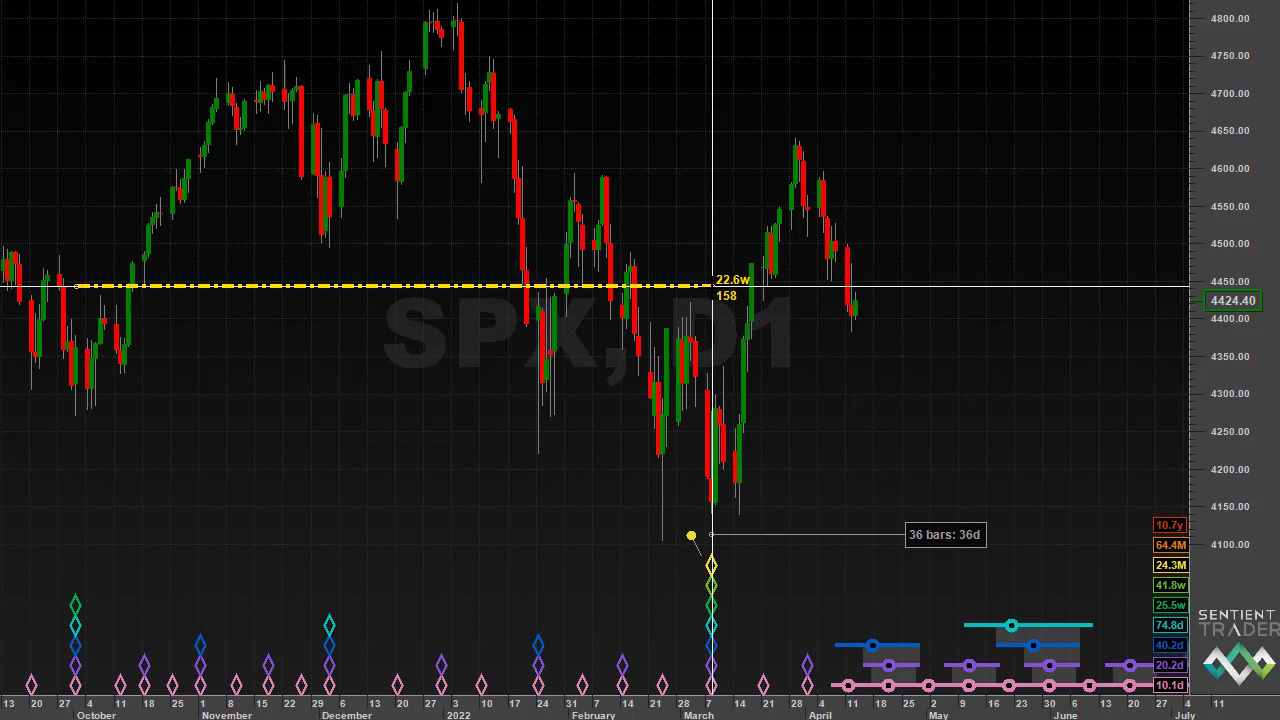 4800.00
4750.00
4700.00
4650.00
4600.00
4550.00
4500.00
4450.00
4424.40
4400.00
4350.00
4300.00
4250.00
4200.00
4150.00
4100.00
22.6w
158
SPX, D1
36 bars: 36d
10.7y
64.4M
24.3M
41.8w
25.5w
74.8d
40.2d
20.2d
10.1d
SENTIENT
TRADER
13 20 27 4 11 18 25 1 8 15 22 29 6 13 20 27 3 10 17 24 31 7 14 21 28 7 14 21 28 4 11 18 25 2 9 16 23 30 6 13 20 27 4 11
October November December 2022 February March April May June July